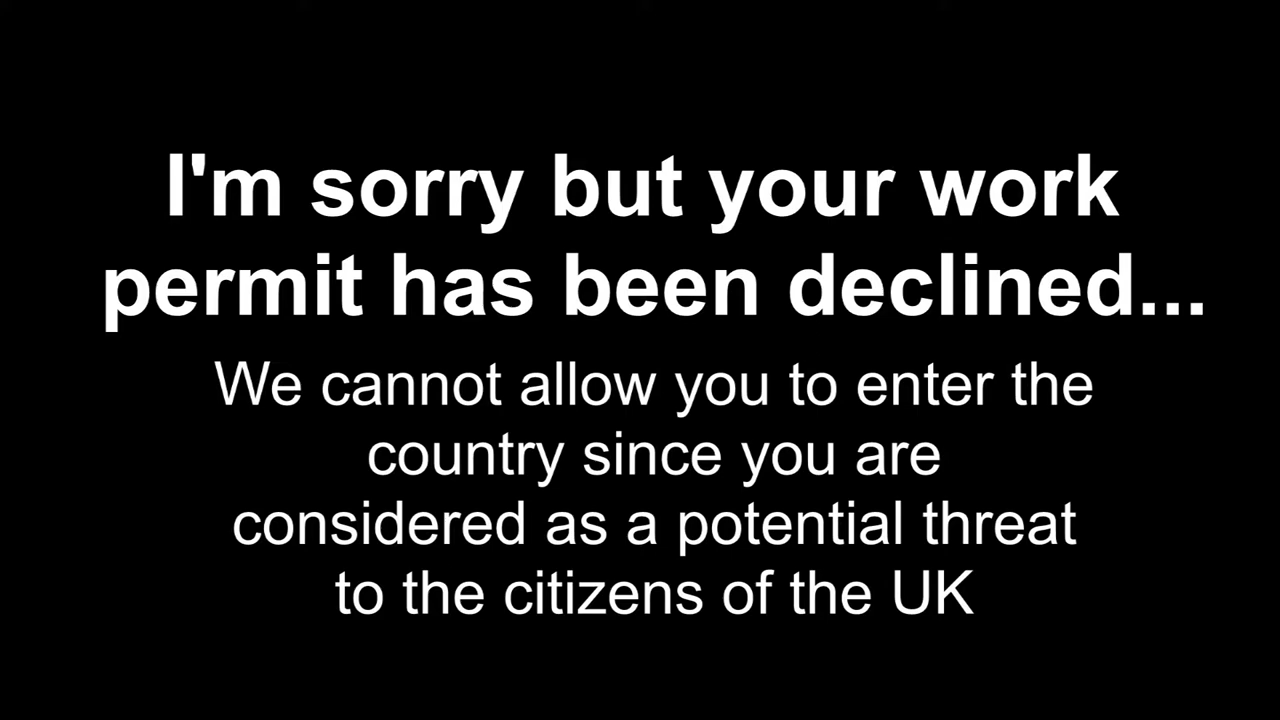 I'm sorry but your work
permit has been declined...
We cannot allow you to enter the
country since you are
considered as a potential threat
to the citizens of the UK